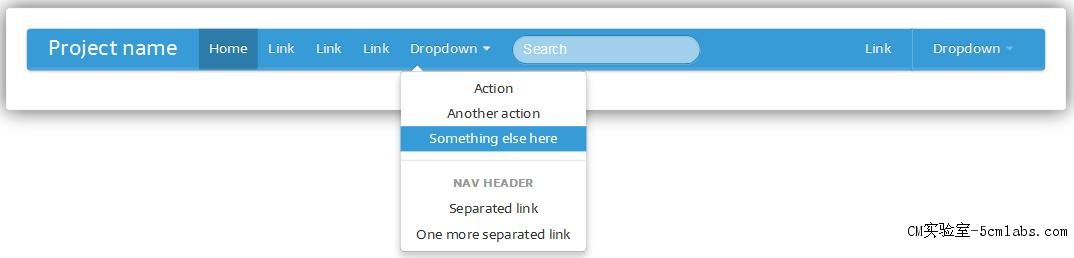 Project name Home Link Link Link Dropdown Search Link Dropdown
Action
Another action
Something else here
NAV HEADER
Separated link
One more separated link
CM实验室-5cmlabs.com